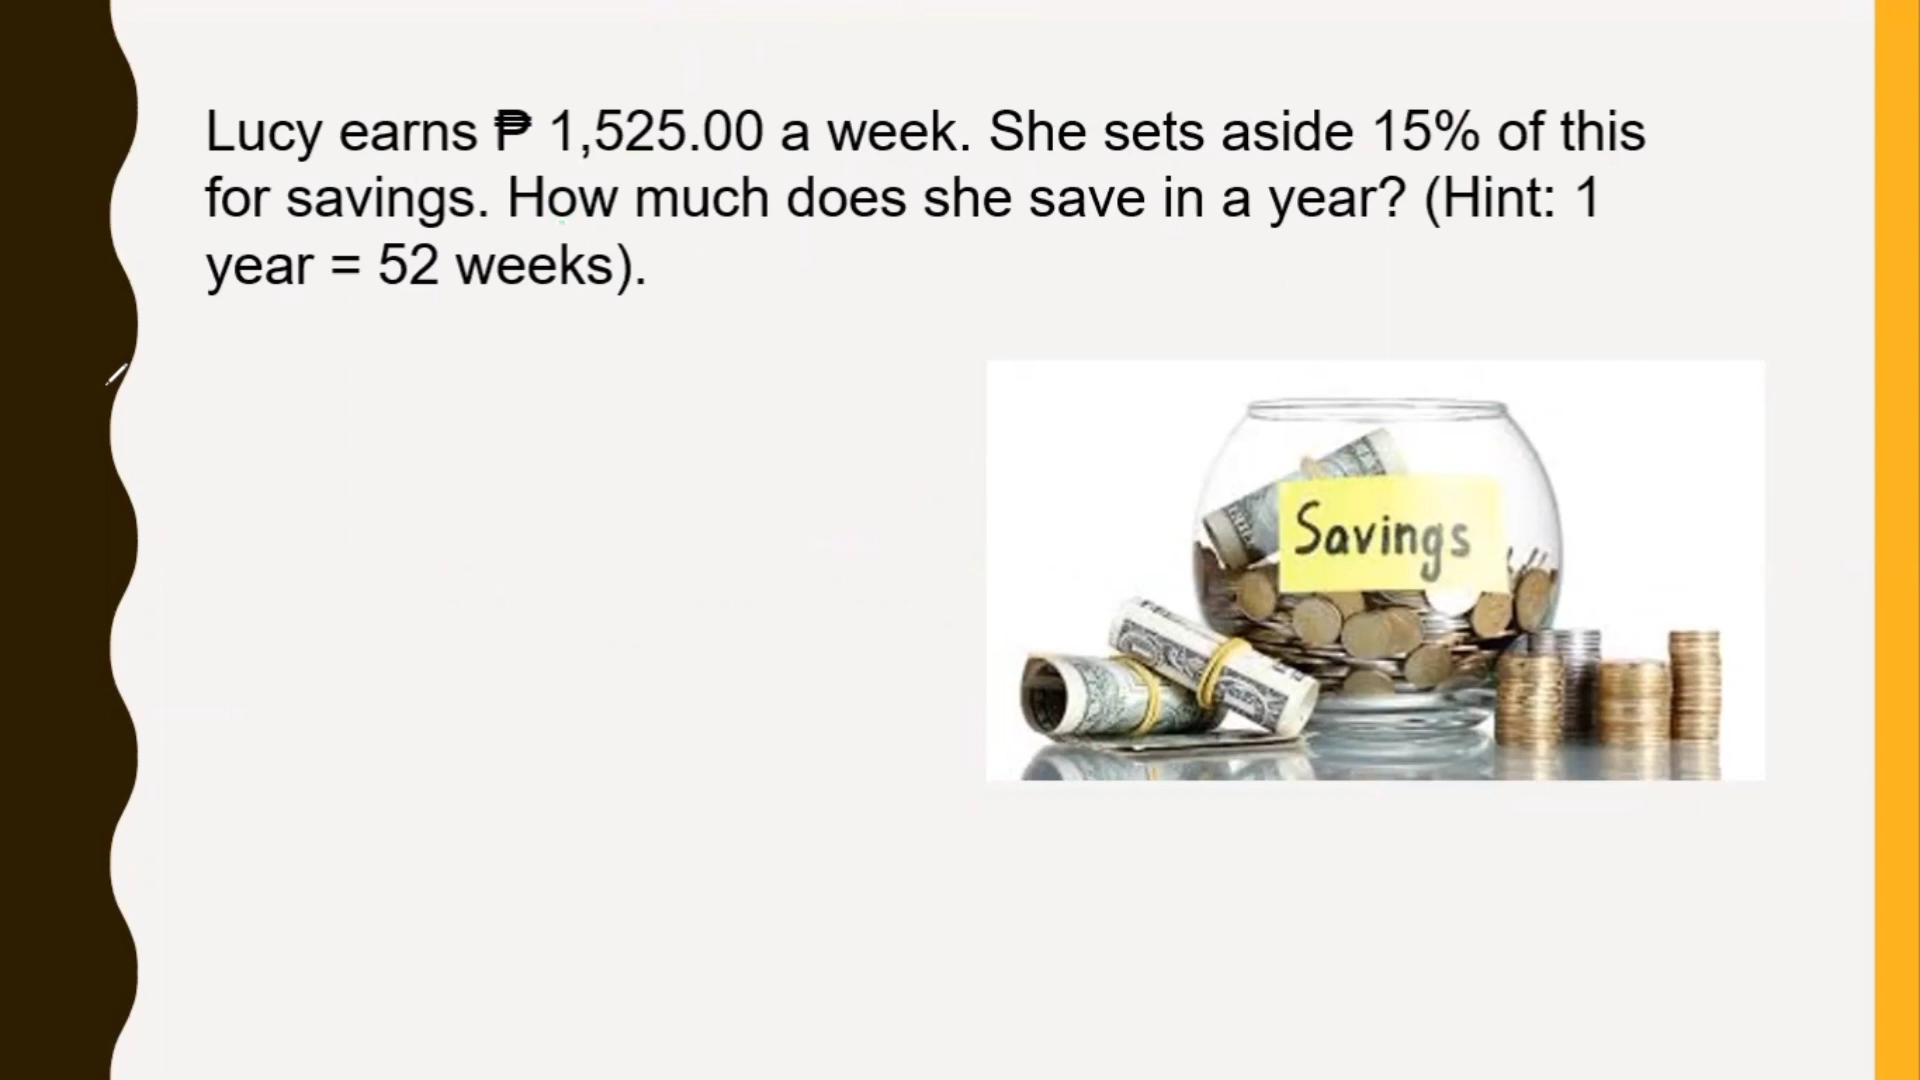 Lucy earns ₱ 1,525.00 a week. She sets aside 15% of this
for savings. How much does she save in a year? (Hint: 1
year = 52 weeks).
Savings